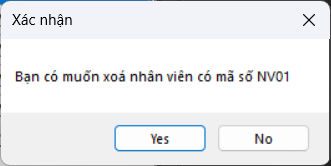 Xác nhận
Bạn có muốn xoá nhân viên có mã số NV01
Yes
No